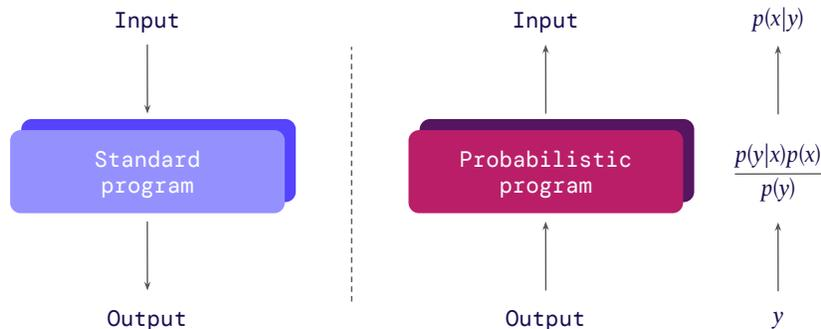 Input
Standard
program
Output
Input
Probabilistic
program
Output
p(x|y)
p(y|x)p(x)
p(y)
y